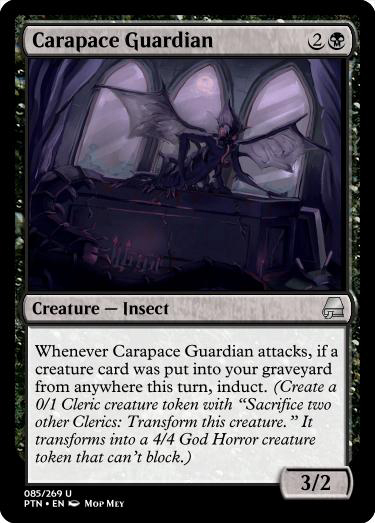 Carapace Guardian 2
Creature — Insect
Whenever Carapace Guardian attacks, if a
creature card was put into your graveyard
from anywhere this turn, induct. (Create a
0/1 Cleric creature token with “Sacrifice two
other Clerics: Transform this creature.” It
transforms into a 4/4 God Horror creature
token that can’t block.)
3/2
085/269 U
PTN • EN Mop Mey